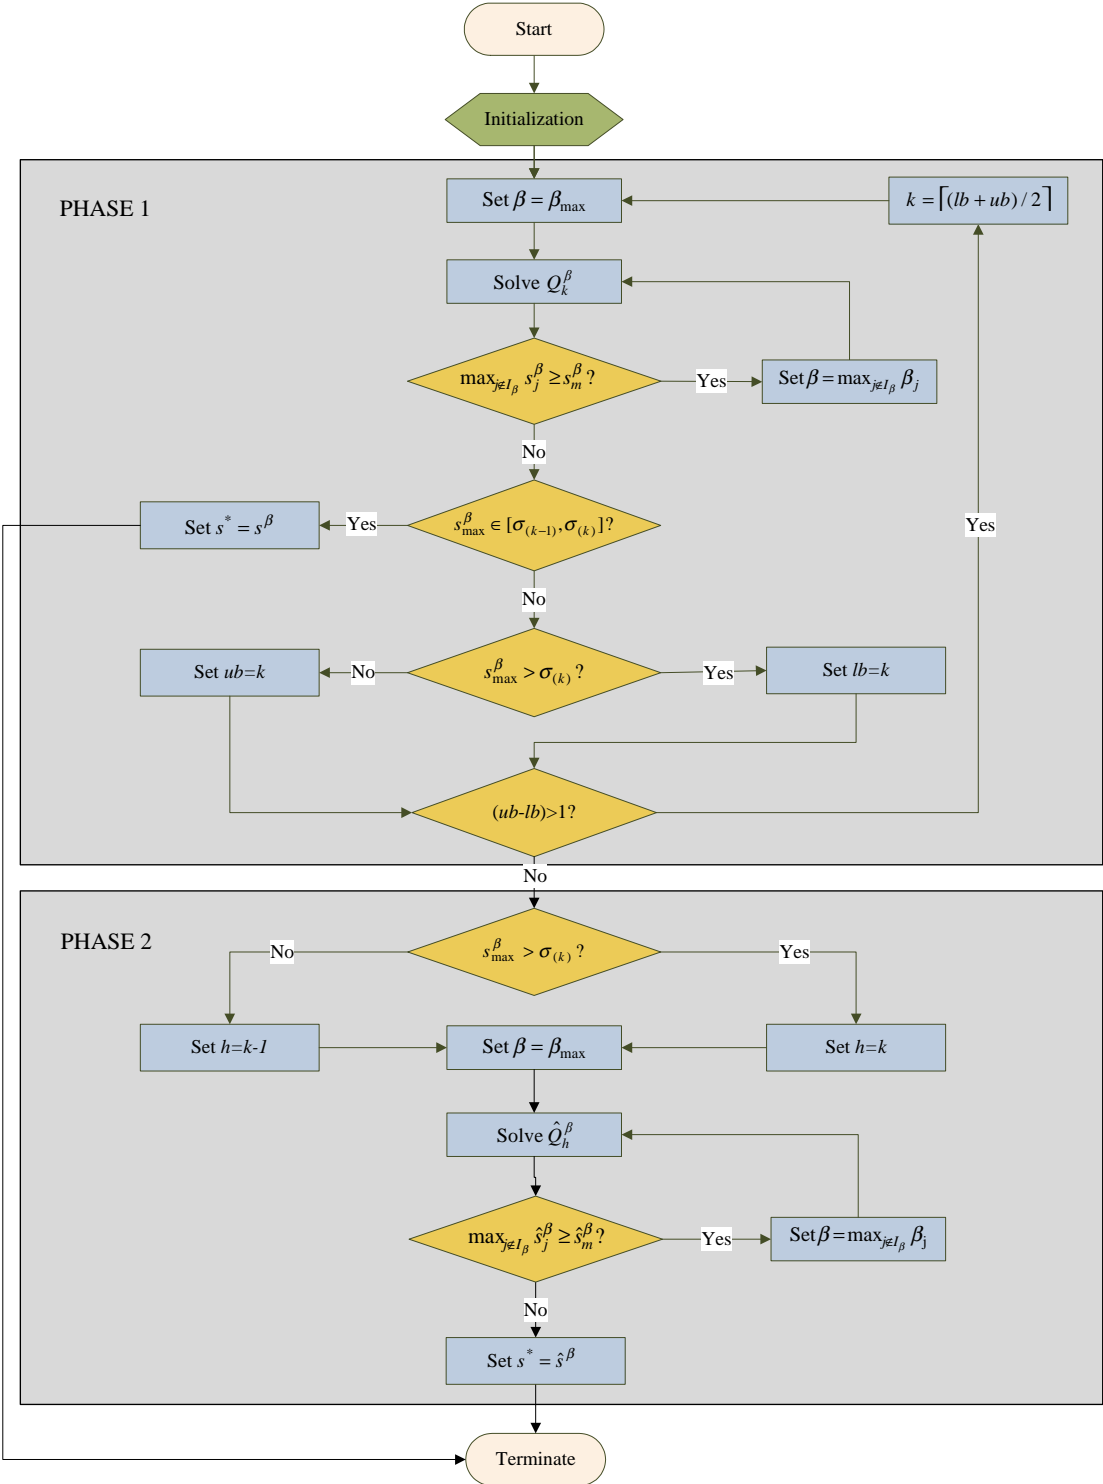 Start
Initialization
PHASE 1
Set β = β_max
k = ⌈(lb + ub) / 2⌉
Solve Q_k^β
max_{j∉I_β} s_j^β ≥ s_m^β ?
Yes
Set β = max_{j∉I_β} β_j
No
s_max^β ∈ [σ_(k−1), σ_(k)]?
Yes
Set s^* = s^β
Yes
No
s_max^β > σ_(k) ?
No
Set ub=k
Yes
Set lb=k
(ub-lb)>1?
No
PHASE 2
s_max^β > σ_(k) ?
No
Yes
Set h=k-1
Set β = β_max
Set h=k
Solve Q̂_h^β
max_{j∉I_β} ŝ_j^β ≥ ŝ_m^β ?
Yes
Set β = max_{j∉I_β} β_j
No
Set s^* = ŝ^β
Terminate